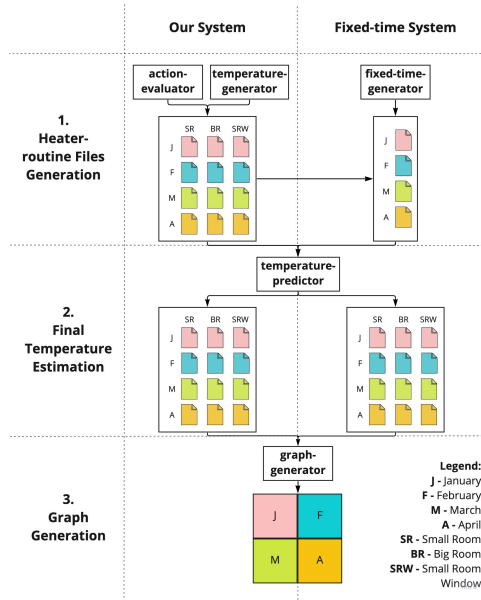 Our System
Fixed-time System
1.
Heater-
routine Files
Generation
action-
evaluator
temperature-
generator
fixed-time-
generator
SR BR SRW
J
F
M
A
J
F
M
A
temperature-
predictor
2.
Final
Temperature
Estimation
SR BR SRW
J
F
M
A
SR BR SRW
J
F
M
A
graph-
generator
3.
Graph
Generation
J F
M A
Legend:
J - January
F - February
M - March
A - April
SR - Small Room
BR - Big Room
SRW - Small Room
Window